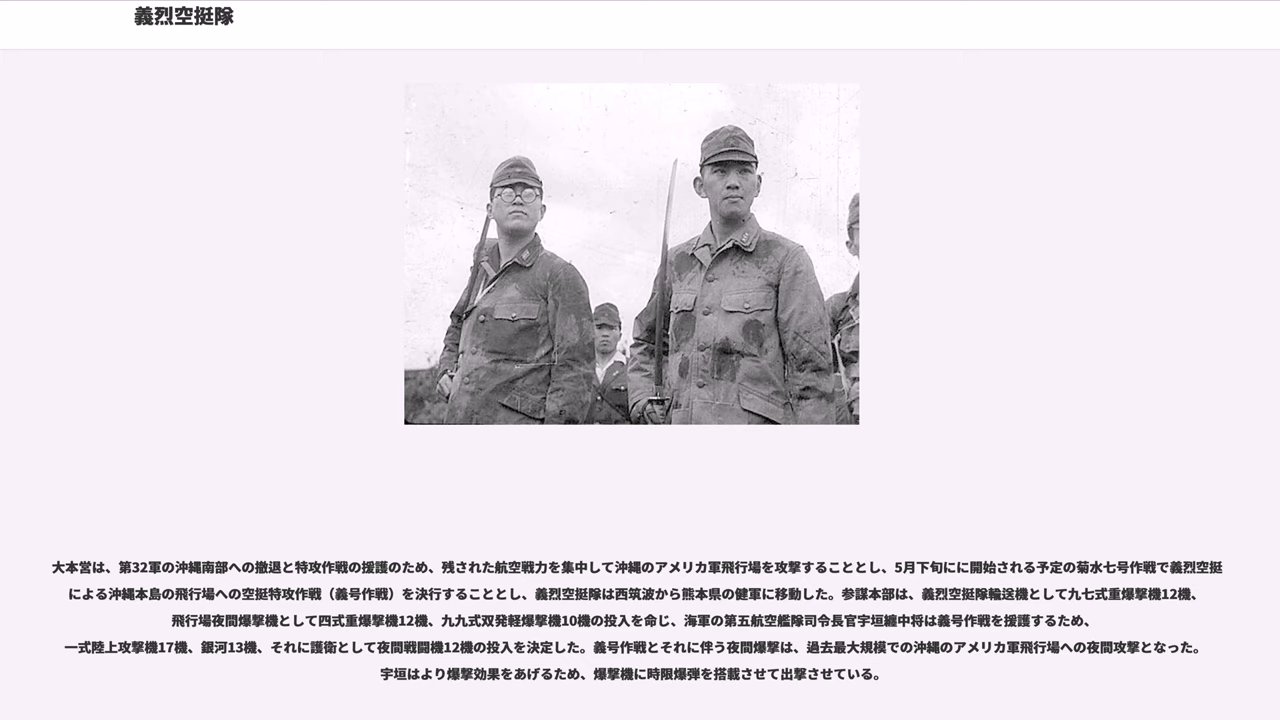 義烈空挺隊
大本営は、第32軍の沖縄南部への撤退と特攻作戦の援護のため、残された航空戦力を集中して沖縄のアメリカ軍飛行場を攻撃することとし、5月下旬にに開始される予定の菊水七号作戦で義烈空挺
による沖縄本島の飛行場への空挺特攻作戦（義号作戦）を決行することとし、義烈空挺隊は西筑波から熊本県の健軍に移動した。参謀本部は、義烈空挺隊輸送機として九七式重爆撃機12機、
飛行場夜間爆撃機として四式重爆撃機12機、九九式双発軽爆撃機10機の投入を命じ、海軍の第五航空艦隊司令長官宇垣纏中将は義号作戦を援護するため、
一式陸上攻撃機17機、銀河13機、それに護衛として夜間戦闘機12機の投入を決定した。義号作戦とそれに伴う夜間爆撃は、過去最大規模での沖縄のアメリカ軍飛行場への夜間攻撃となった。
宇垣はより爆撃効果をあげるため、爆撃機に時限爆弾を搭載させて出撃させている。